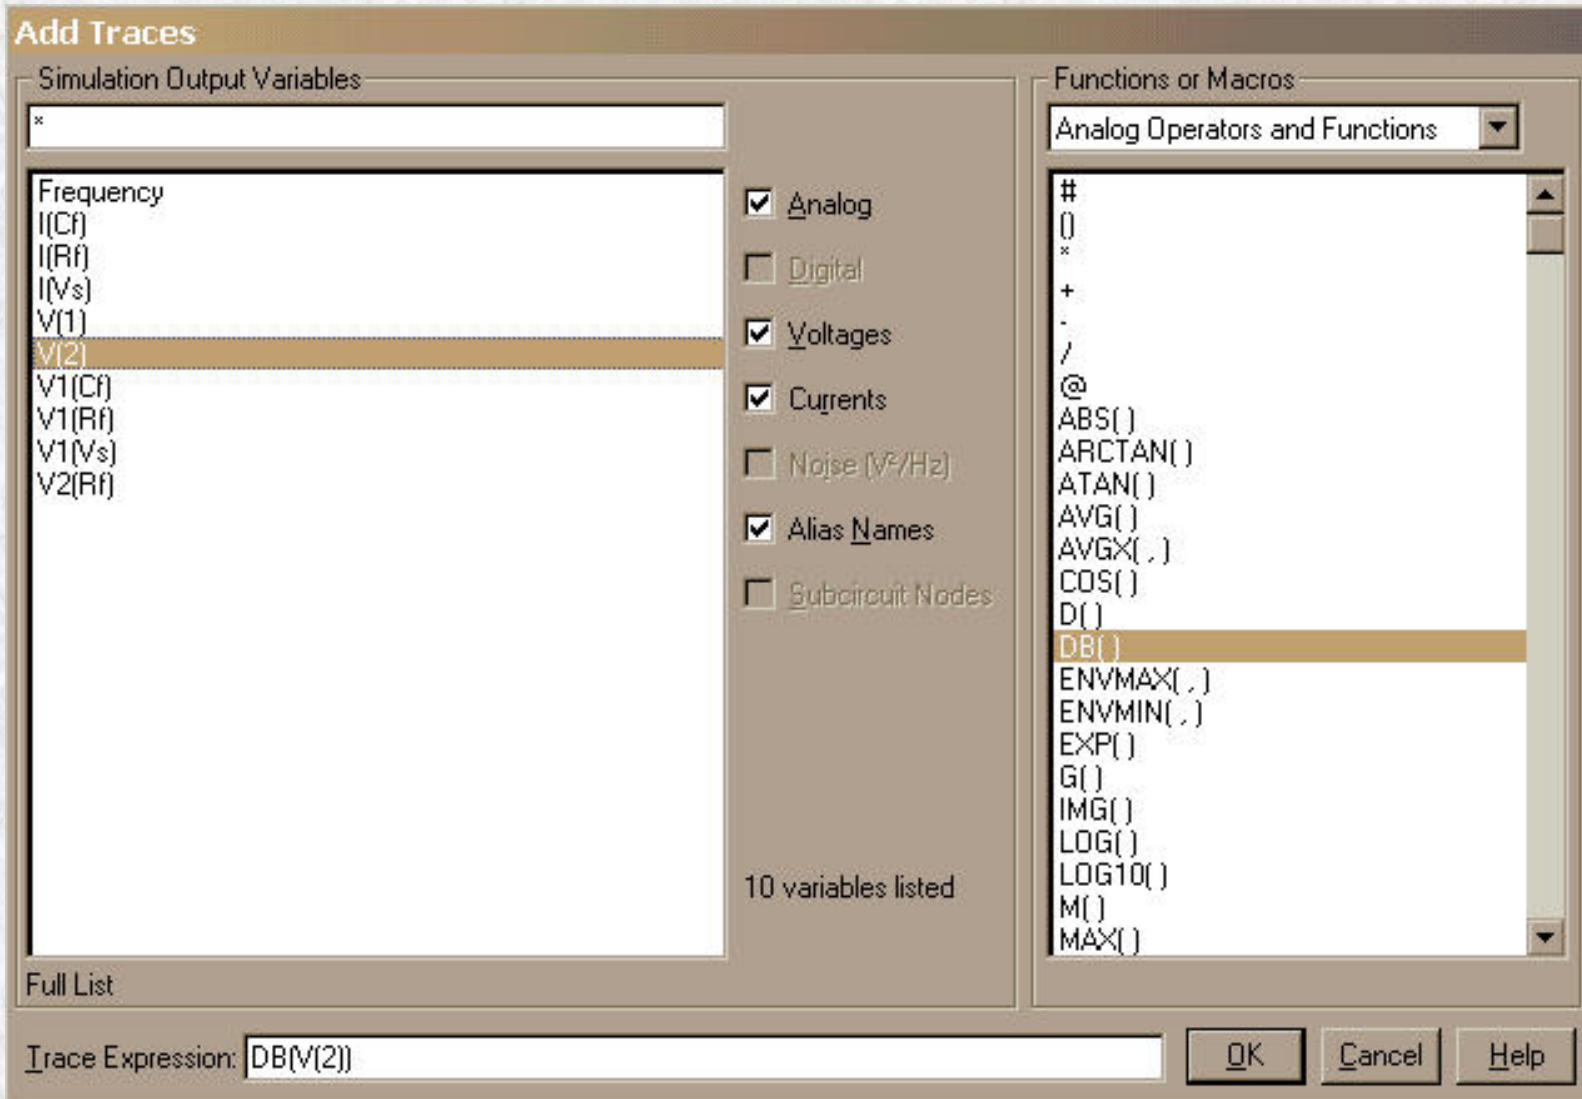 Add Traces
Simulation Output Variables
*
Frequency
I(Cf)
I(Rf)
I(Vs)
V(1)
V(2)
V1(Cf)
V1(Rf)
V1(Vs)
V2(Rf)
Full List
Analog
Digital
Voltages
Currents
Noise (V²/Hz)
Alias Names
Subcircuit Nodes
10 variables listed
Functions or Macros
Analog Operators and Functions
#
()
*
+
-
/
@
ABS( )
ARCTAN( )
ATAN( )
AVG( )
AVGX( , )
COS( )
D( )
DB( )
ENVMAX( , )
ENVMIN( , )
EXP( )
G( )
IMG( )
LOG( )
LOG10( )
M( )
MAX( )
Trace Expression: DB(V(2)) OK Cancel Help